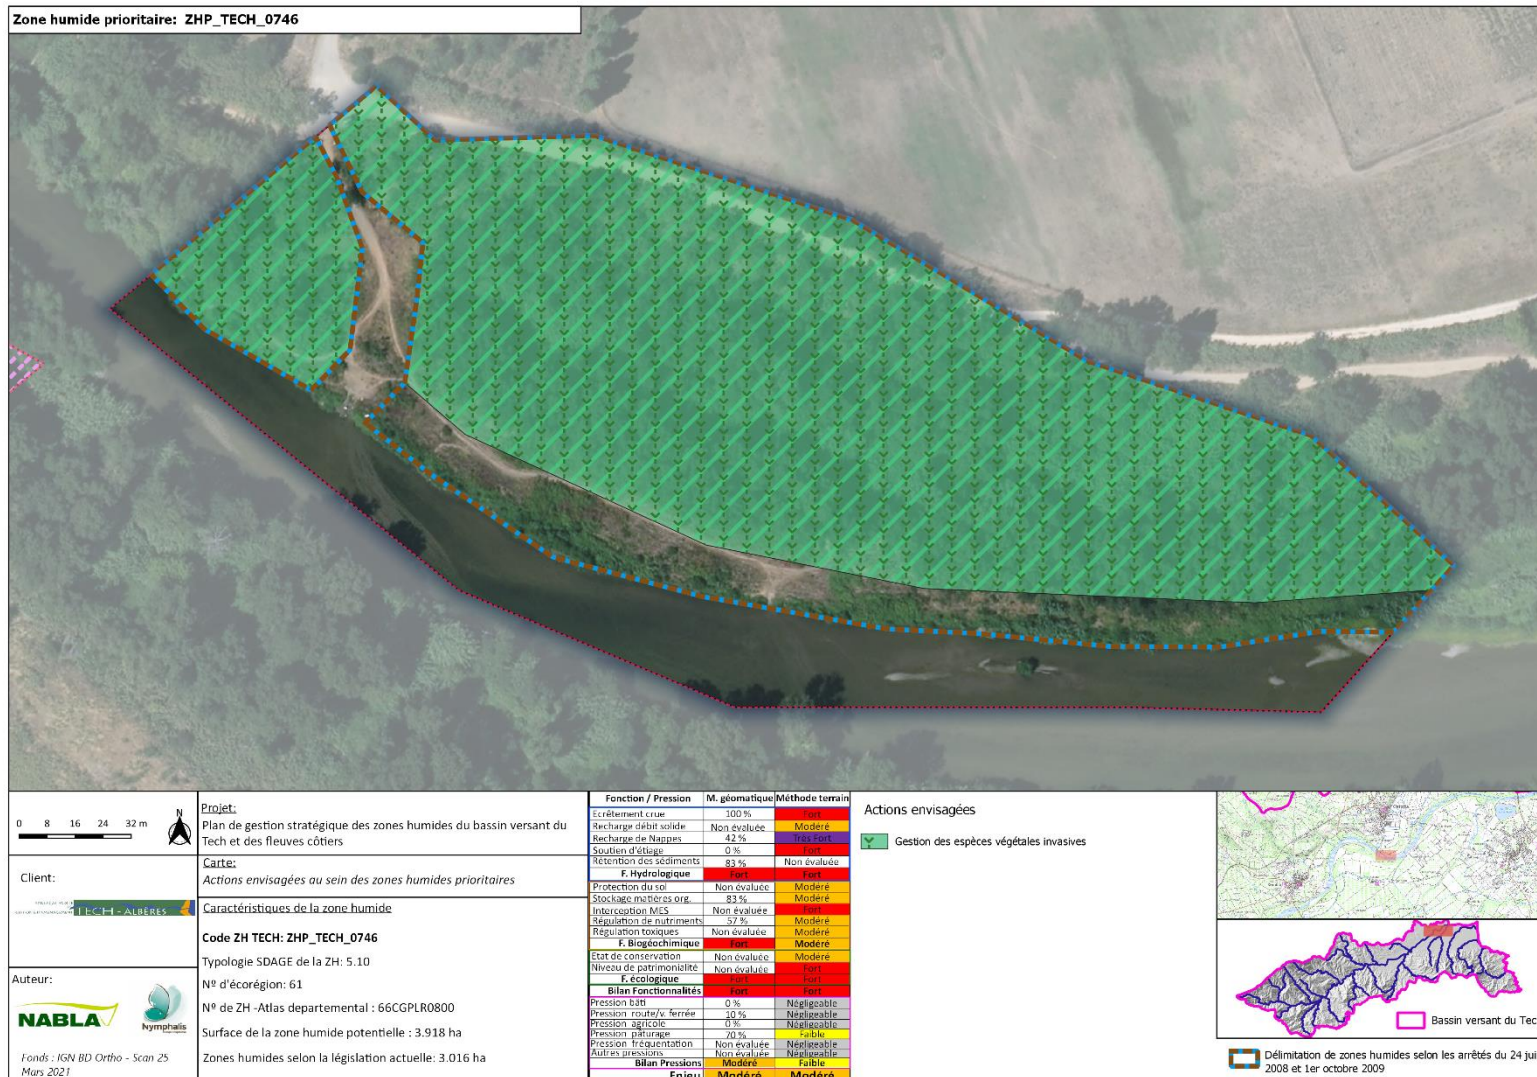 Zone humide prioritaire: ZHP_TECH_0746
0 8 16 24 32 m
N
Client:
TECH - ALBÈRES
Auteur:
NABLA
Nymphalis
Fonds : IGN BD Ortho - Scan 25
Mars 2021
Projet:
Plan de gestion stratégique des zones humides du bassin versant du
Tech et des fleuves côtiers
Carte:
Actions envisagées au sein des zones humides prioritaires
Caractéristiques de la zone humide
Code ZH TECH: ZHP_TECH_0746
Typologie SDAGE de la ZH: 5.10
Nº d'écorégion: 61
Nº de ZH -Atlas departemental : 66CGPLR0800
Surface de la zone humide potentielle : 3.918 ha
Zones humides selon la législation actuelle: 3.016 ha
Fonction / Pression M. géomatique Méthode terrain
Ecrêtement crue 100 % Fort
Recharge débit solide Non évaluée Modéré
Recharge de Nappes 42 % Très Fort
Soutien d'étiage 0 % Fort
Rétention des sédiments 83 % Non évaluée
F. Hydrologique Fort Fort
Protection du sol Non évaluée Modéré
Stockage matières org. 83 % Modéré
Interception MES Non évaluée Fort
Régulation de nutriments 57 % Modéré
Régulation toxiques Non évaluée Modéré
F. Biogéochimique Fort Modéré
Etat de conservation Non évaluée Modéré
Niveau de patrimonialité Non évaluée Fort
F. écologique Fort Fort
Bilan Fonctionnalités Fort Fort
Pression bâti 0 % Négligeable
Pression route/v. ferrée 10 % Négligeable
Pression agricole 0 % Négligeable
Pression pâturage 70 % Faible
Pression fréquentation Non évaluée Négligeable
Autres pressions Non évaluée Négligeable
Bilan Pressions Modéré Faible
Enjeu Modéré Modéré
Actions envisagées
Gestion des espèces végétales invasives
Bassin versant du Tec
Délimitation de zones humides selon les arrêtés du 24 jui
2008 et 1er octobre 2009